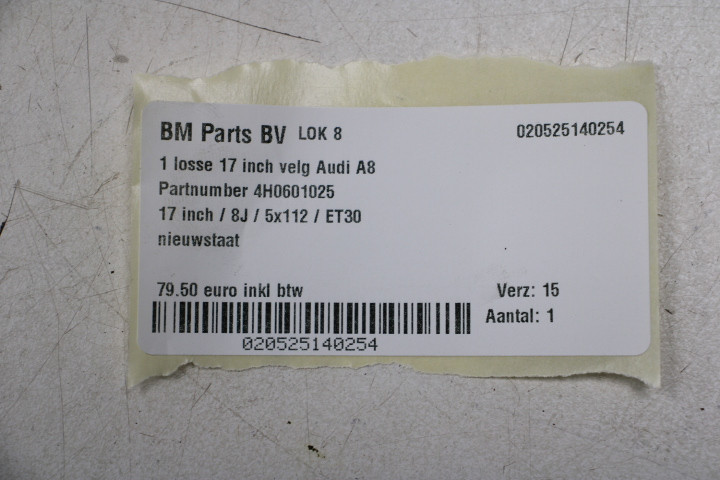 BM Parts BV LOK 8 020525140254
1 losse 17 inch velg Audi A8
Partnumber 4H0601025
17 inch / 8J / 5x112 / ET30
nieuwstaat
79.50 euro inkl btw Verz: 15
Aantal: 1
020525140254